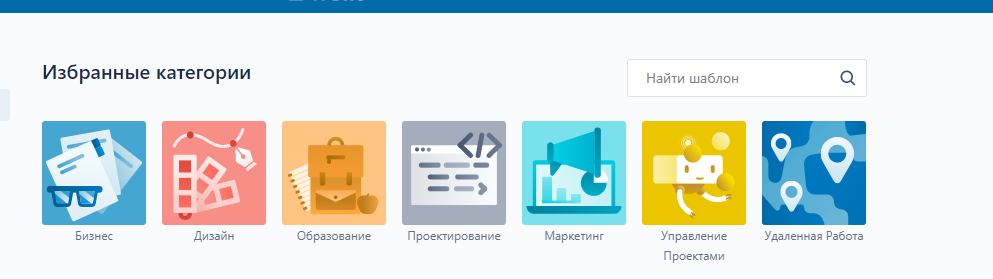 Избранные категории
Найти шаблон
Бизнес
Дизайн
Образование
Проектирование
Маркетинг
Управление
Проектами
Удаленная Работа